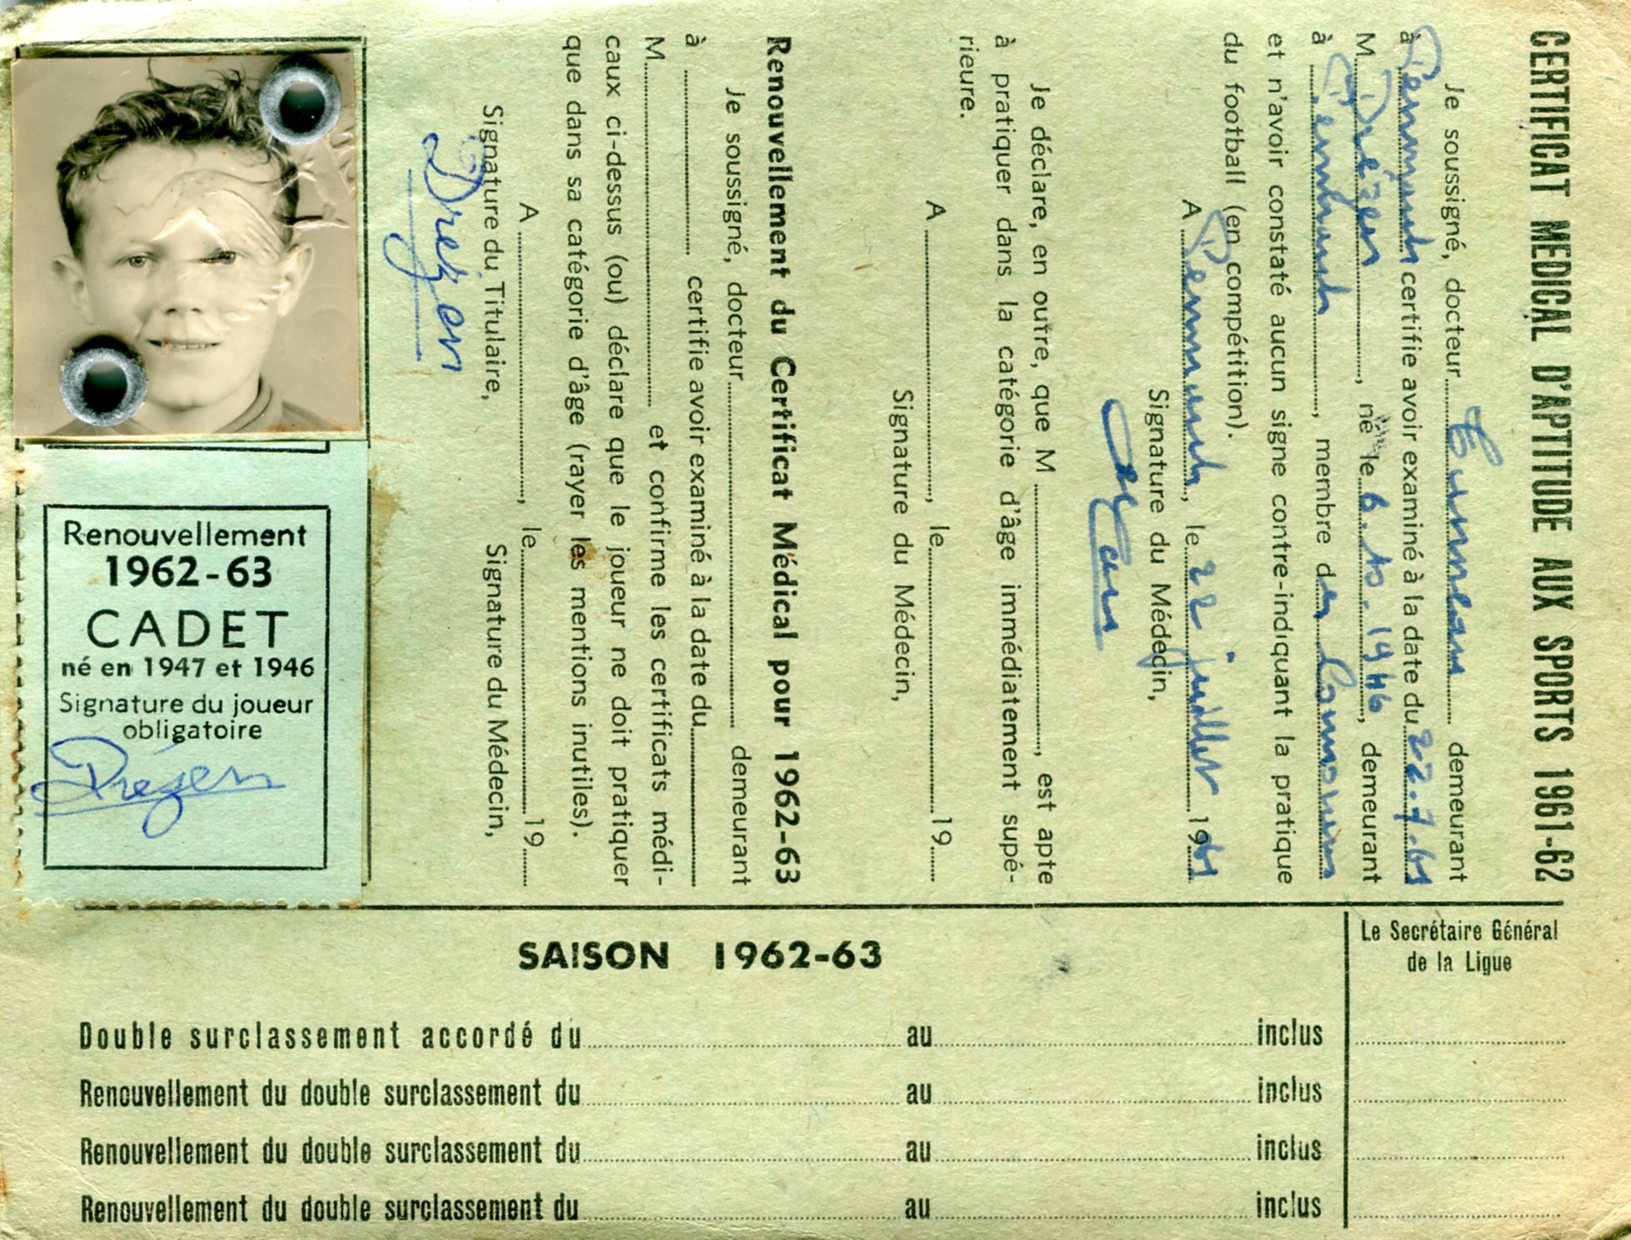 CERTIFICAT MEDICAL D'APTITUDE AUX SPORTS 1961-62
Je soussigné, docteur demeurant
à Penmarch certifie avoir examiné à la date du 22.7.61
M. Drézen, né le 6.10.1946, demeurant
à Penmarch, membre des
et n'avoir constaté aucun signe contre-indiquant la pratique
du football (en compétition).
A Penmarch, le 22 juillet 1961
Signature du Médecin,
Je déclare, en outre, que M, est apte
à pratiquer dans la catégorie d'âge immédiatement supé-
rieure.
A, le 19
Signature du Médecin,
Renouvellement du Certificat Médical pour 1962-63
Je soussigné, docteur demeurant
à certifie avoir examiné à la date du
M et confirme les certificats médi-
caux ci-dessus (ou) déclare que le joueur ne doit pratiquer
que dans sa catégorie d'âge (rayer les mentions inutiles).
A, le 19
Signature du Titulaire, Signature du Médecin,
Drézen
Renouvellement
1962-63
CADET
né en 1947 et 1946
Signature du joueur
obligatoire
Drézen
SAISON 1962-63
Le Secrétaire Général
de la Ligue
Double surclassement accordé du au inclus
Renouvellement du double surclassement du au inclus
Renouvellement du double surclassement du au inclus
Renouvellement du double surclassement du au inclus